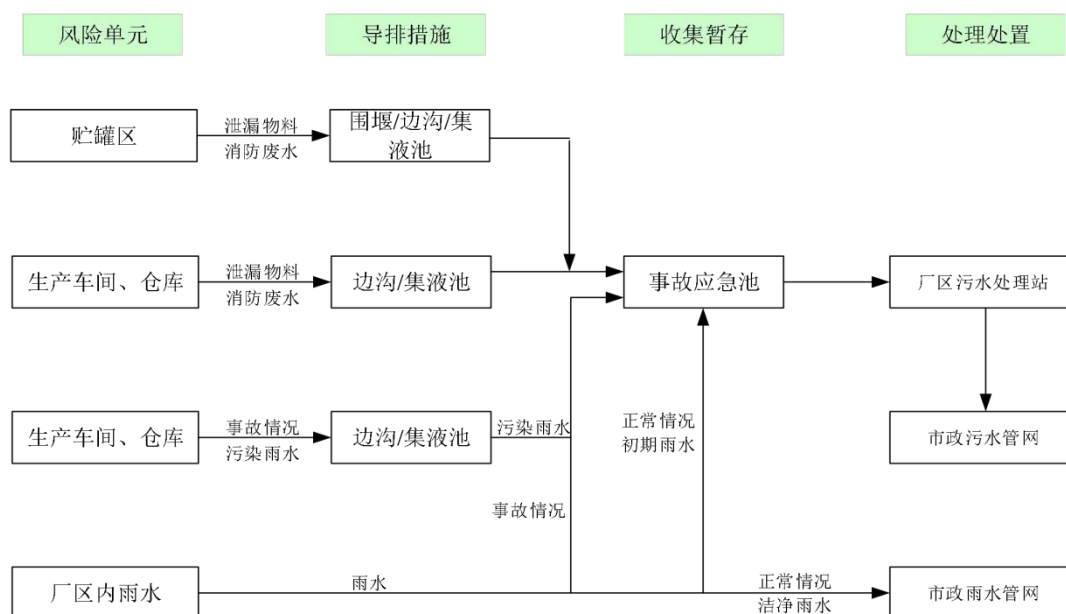 风险单元
导排措施
收集暂存
处理处置
贮罐区
泄漏物料
消防废水
围堰/边沟/集
液池
生产车间、仓库
泄漏物料
消防废水
边沟/集液池
事故应急池
厂区污水处理站
生产车间、仓库
事故情况
污染雨水
边沟/集液池
污染雨水
正常情况
初期雨水
市政污水管网
事故情况
厂区内雨水
雨水
正常情况
洁净雨水
市政雨水管网